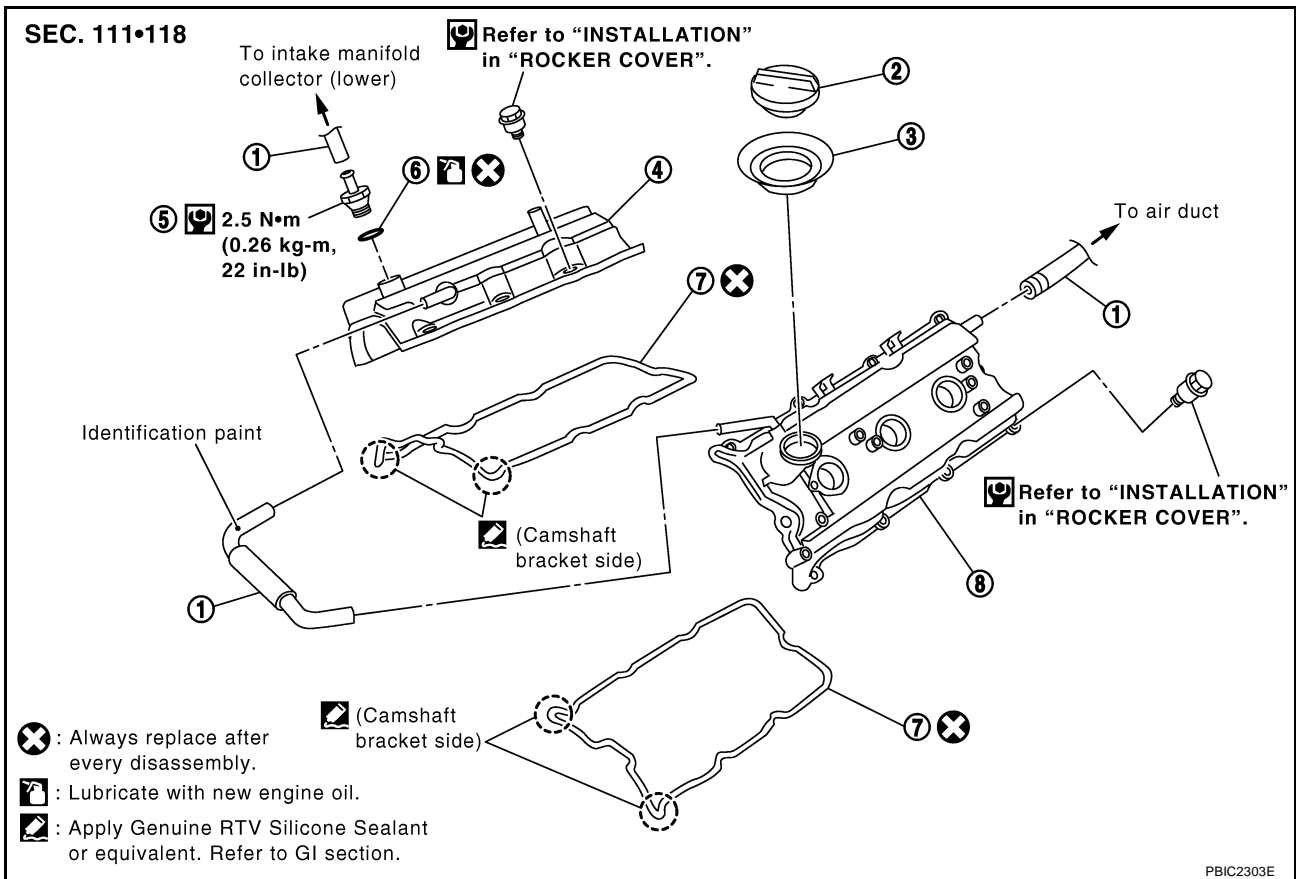 SEC. 111•118
To intake manifold
collector (lower)
Refer to “INSTALLATION”
in “ROCKER COVER”.
2
3
1
6
4
5
2.5 N•m
(0.26 kg-m,
22 in-lb)
To air duct
7
1
Identification paint
Refer to “INSTALLATION”
in “ROCKER COVER”.
(Camshaft
bracket side)
8
1
(Camshaft
bracket side)
7
: Always replace after
every disassembly.
: Lubricate with new engine oil.
: Apply Genuine RTV Silicone Sealant
or equivalent. Refer to GI section.
PBIC2303E